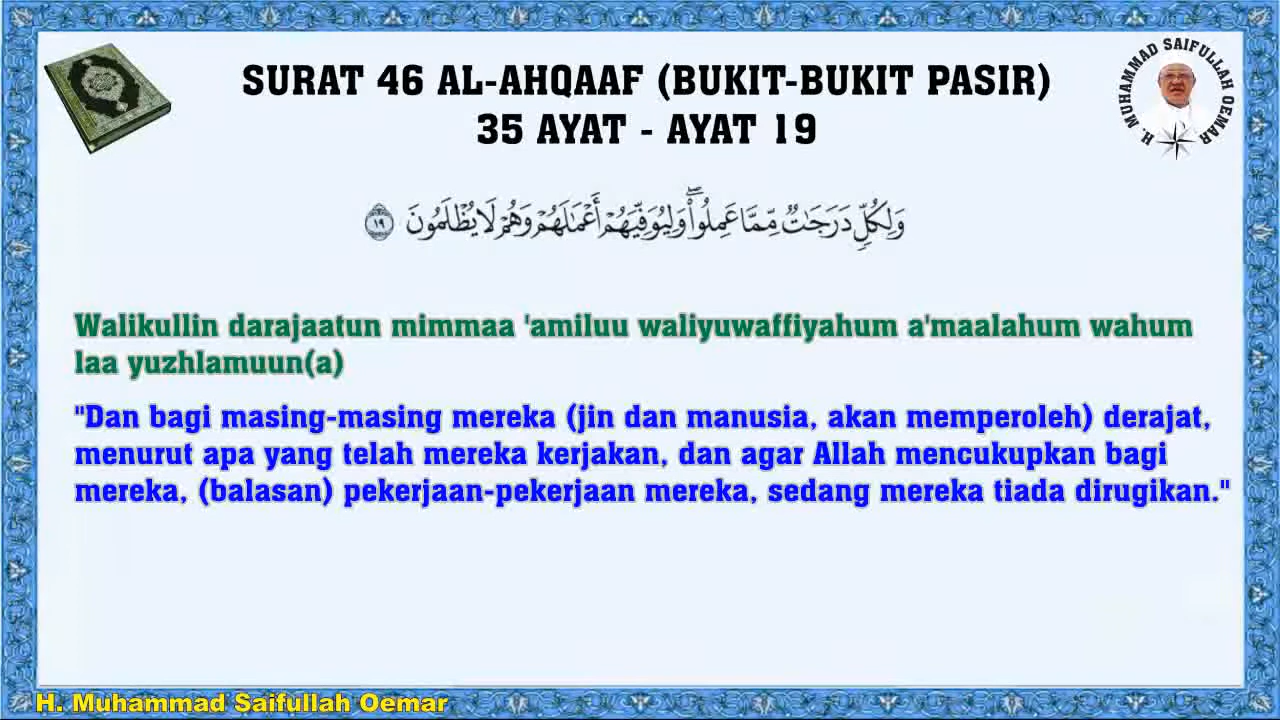 SURAT 46 AL-AHQAAF (BUKIT-BUKIT PASIR)
35 AYAT - AYAT 19
H. MUHAMMAD SAIFULLAH OEMAR
وَلِكُلٍّ دَرَجَٰتٌ مِّمَّا عَمِلُوا۟ ۖ وَلِيُوَفِّيَهُمْ أَعْمَٰلَهُمْ وَهُمْ لَا يُظْلَمُونَ ١٩
Walikullin darajaatun mimmaa 'amiluu waliyuwaffiyahum a'maalahum wahum
laa yuzhlamuun(a)
"Dan bagi masing-masing mereka (jin dan manusia, akan memperoleh) derajat,
menurut apa yang telah mereka kerjakan, dan agar Allah mencukupkan bagi
mereka, (balasan) pekerjaan-pekerjaan mereka, sedang mereka tiada dirugikan."
H. Muhammad Saifullah Oemar